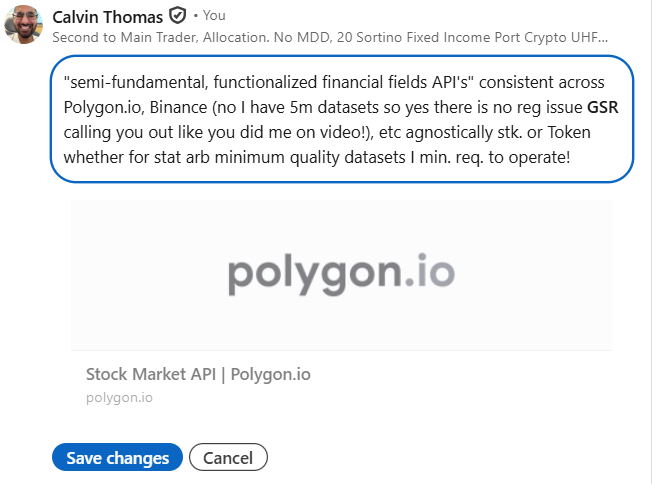 Calvin Thomas • You
Second to Main Trader, Allocation. No MDD, 20 Sortino Fixed Income Port Crypto UHF...
"semi-fundamental, functionalized financial fields API's" consistent across
Polygon.io, Binance (no I have 5m datasets so yes there is no reg issue GSR
calling you out like you did me on video!), etc agnostically stk. or Token
whether for stat arb minimum quality datasets I min. req. to operate!
polygon.io
Stock Market API | Polygon.io
polygon.io
Save changes Cancel